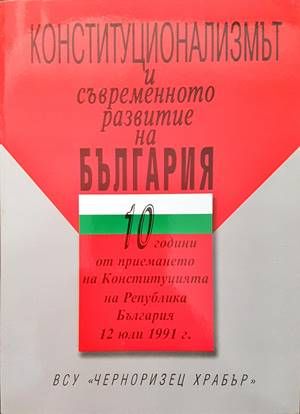 КОНСТИТУЦИОНАЛИЗМЪТ
и
съвременното
развитие
на
БЪЛГАРИЯ
10 години
от приемането
на Конституцията
на Република
България
12 юли 1991 г.
ВСУ «ЧЕРНОРИЗЕЦ ХРАБЪР»